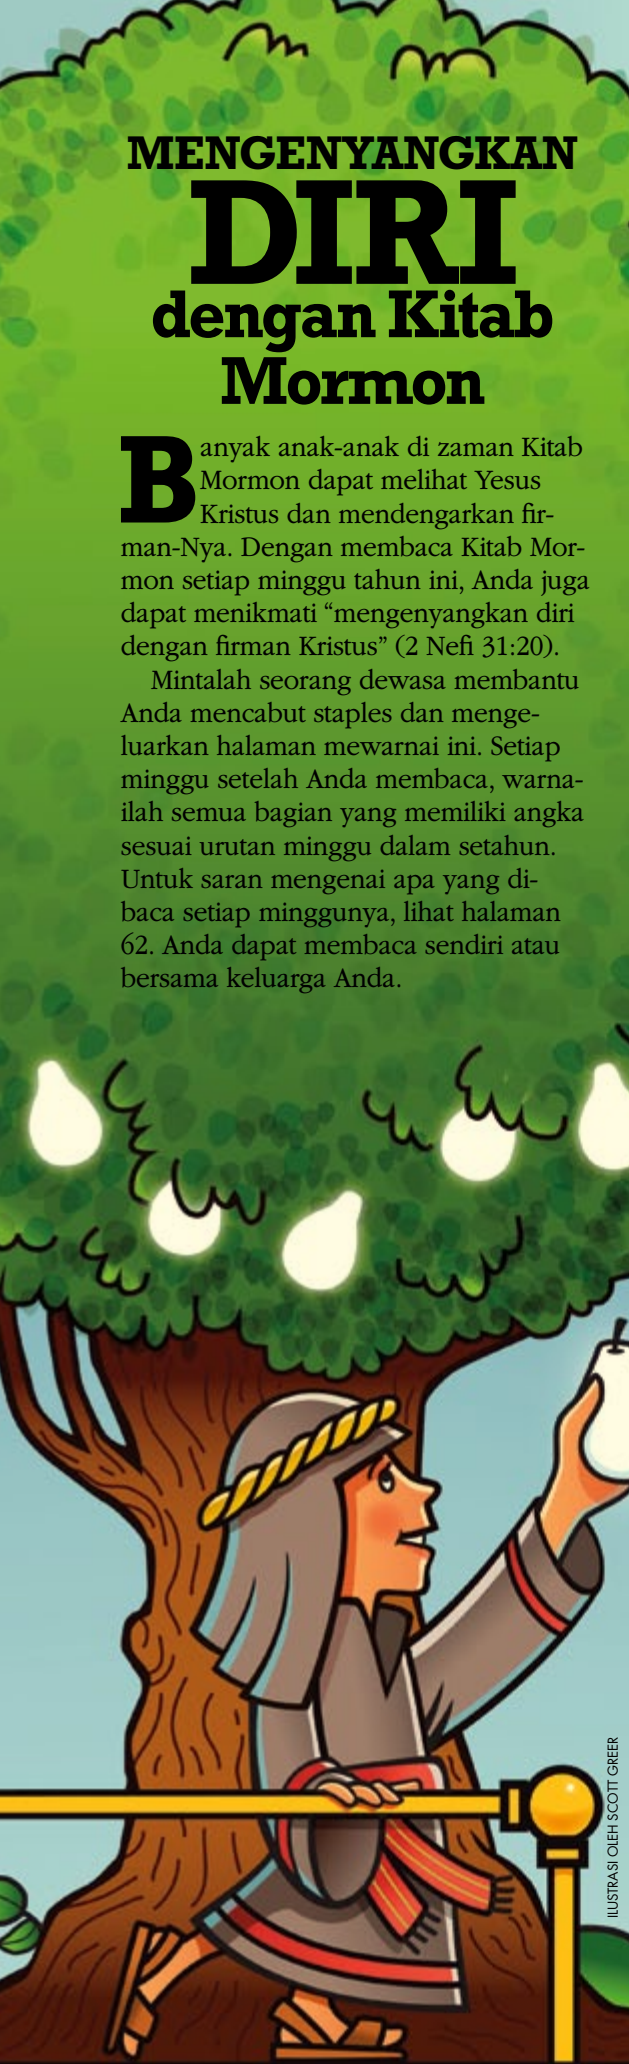 MENGENYANGKAN
DIRI
dengan Kitab
Mormon
Banyak anak-anak di zaman Kitab
Mormon dapat melihat Yesus
Kristus dan mendengarkan fir-
man-Nya. Dengan membaca Kitab Mor-
mon setiap minggu tahun ini, Anda juga
dapat menikmati “mengenyangkan diri
dengan firman Kristus” (2 Nefi 31:20).
Mintalah seorang dewasa membantu
Anda mencabut staples dan menge-
luarkan halaman mewarnai ini. Setiap
minggu setelah Anda membaca, warna-
ilah semua bagian yang memiliki angka
sesuai urutan minggu dalam setahun.
Untuk saran mengenai apa yang di-
baca setiap minggunya, lihat halaman
62. Anda dapat membaca sendiri atau
bersama keluarga Anda.
ILUSTRASI OLEH SCOTT GREER